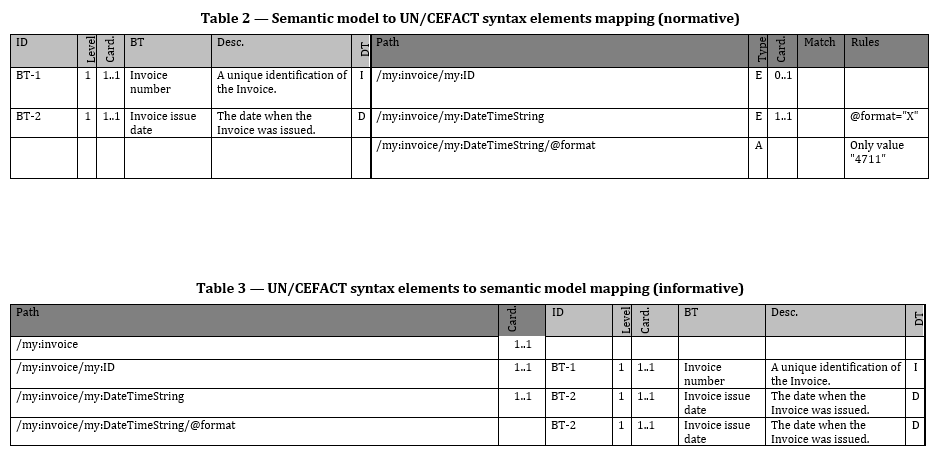 Table 2 — Semantic model to UN/CEFACT syntax elements mapping (normative)
ID Level Card. BT Desc. DT Path Type Card. Match Rules
BT-1 1 1..1 Invoice A unique identification of I /my:invoice/my:ID E 0..1
number the Invoice.
BT-2 1 1..1 Invoice issue The date when the D /my:invoice/my:DateTimeString E 1..1 @format="X"
date Invoice was issued.
/my:invoice/my:DateTimeString/@format A Only value
"4711"
Table 3 — UN/CEFACT syntax elements to semantic model mapping (informative)
Path Card. ID Level Card. BT Desc. DT
/my:invoice 1..1
/my:invoice/my:ID 1..1 BT-1 1 1..1 Invoice A unique identification of I
number the Invoice.
/my:invoice/my:DateTimeString 1..1 BT-2 1 1..1 Invoice issue The date when the D
date Invoice was issued.
/my:invoice/my:DateTimeString/@format BT-2 1 1..1 Invoice issue The date when the D
date Invoice was issued.